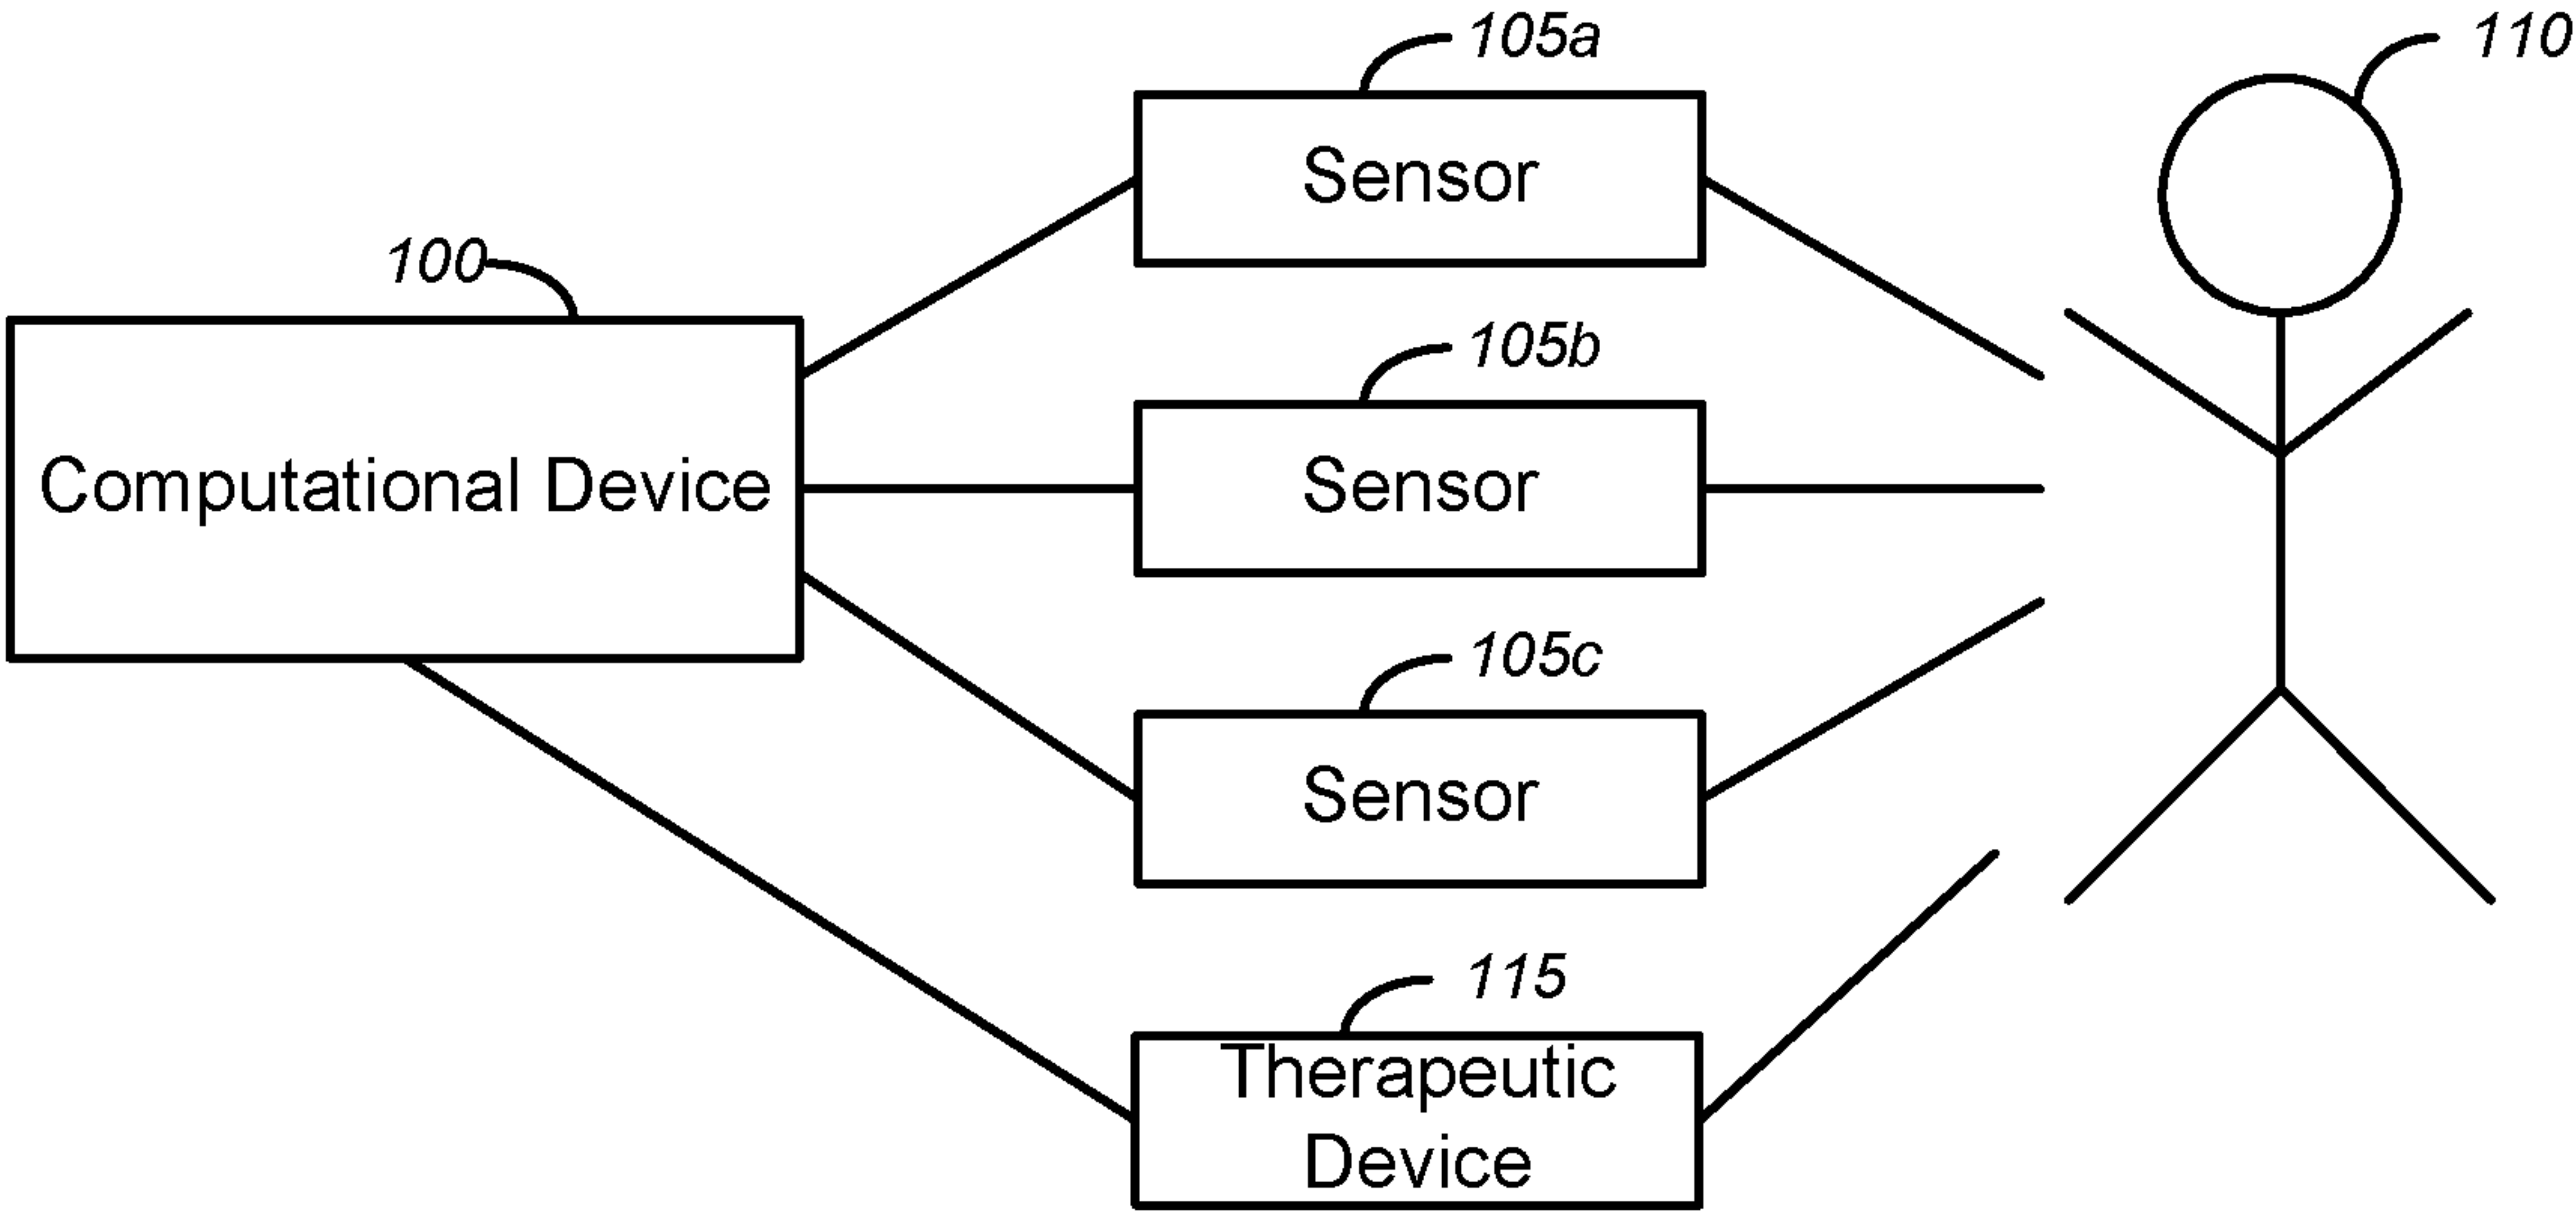 105a
110
Sensor
100
105b
Computational Device
Sensor
105c
Sensor
115
Therapeutic
Device